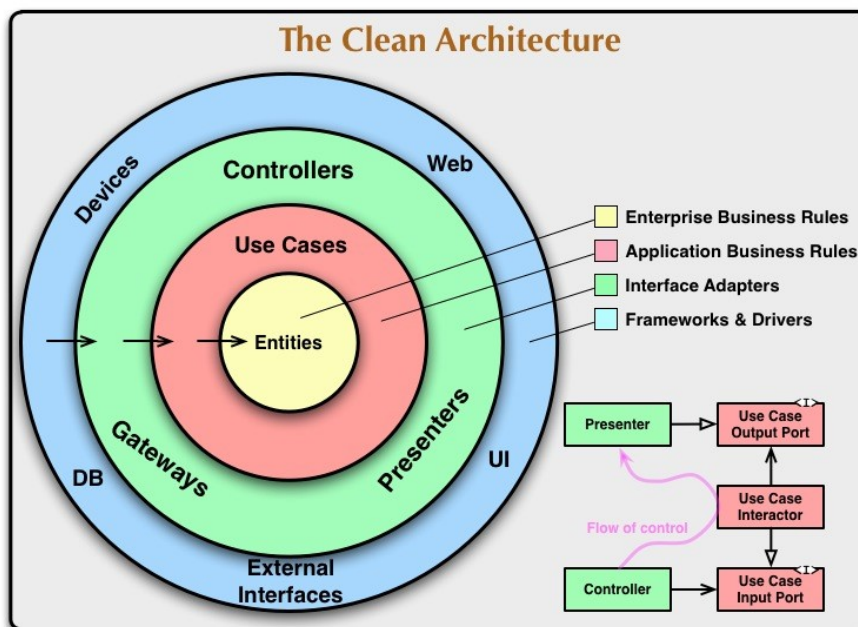 The Clean Architecture
Devices
Web
Controllers
Use Cases
Entities
Gateways
Presenters
DB
UI
External
Interfaces
Enterprise Business Rules
Application Business Rules
Interface Adapters
Frameworks & Drivers
Presenter
<I>
Use Case
Output Port
Flow of control
Use Case
Interactor
Controller
<I>
Use Case
Input Port